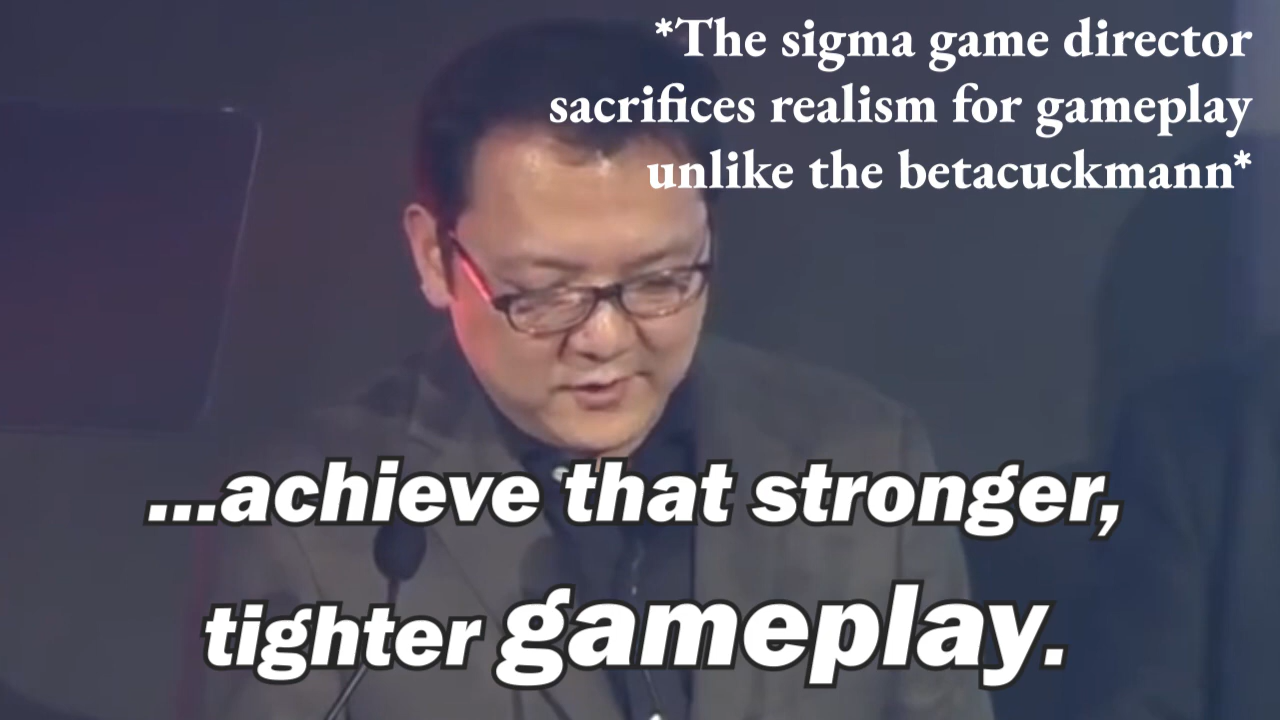 *The sigma game director
sacrifices realism for gameplay
unlike the betacuckmann*
...achieve that stronger,
tighter gameplay.